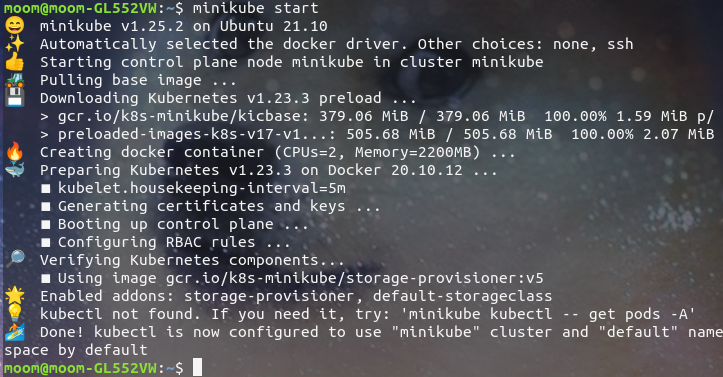 moom@moom-GL552VW:~$ minikube start
😄 minikube v1.25.2 on Ubuntu 21.10
✨ Automatically selected the docker driver. Other choices: none, ssh
👍 Starting control plane node minikube in cluster minikube
🚜 Pulling base image ...
💾 Downloading Kubernetes v1.23.3 preload ...
> gcr.io/k8s-minikube/kicbase: 379.06 MiB / 379.06 MiB 100.00% 1.59 MiB p/
> preloaded-images-k8s-v17-v1...: 505.68 MiB / 505.68 MiB 100.00% 2.07 MiB
🔥 Creating docker container (CPUs=2, Memory=2200MB) ...
🐳 Preparing Kubernetes v1.23.3 on Docker 20.10.12 ...
■ kubelet.housekeeping-interval=5m
■ Generating certificates and keys ...
■ Booting up control plane ...
■ Configuring RBAC rules ...
🔎 Verifying Kubernetes components...
■ Using image gcr.io/k8s-minikube/storage-provisioner:v5
🌟 Enabled addons: storage-provisioner, default-storageclass
💡 kubectl not found. If you need it, try: 'minikube kubectl -- get pods -A'
🏄 Done! kubectl is now configured to use "minikube" cluster and "default" name
space by default
moom@moom-GL552VW:~$